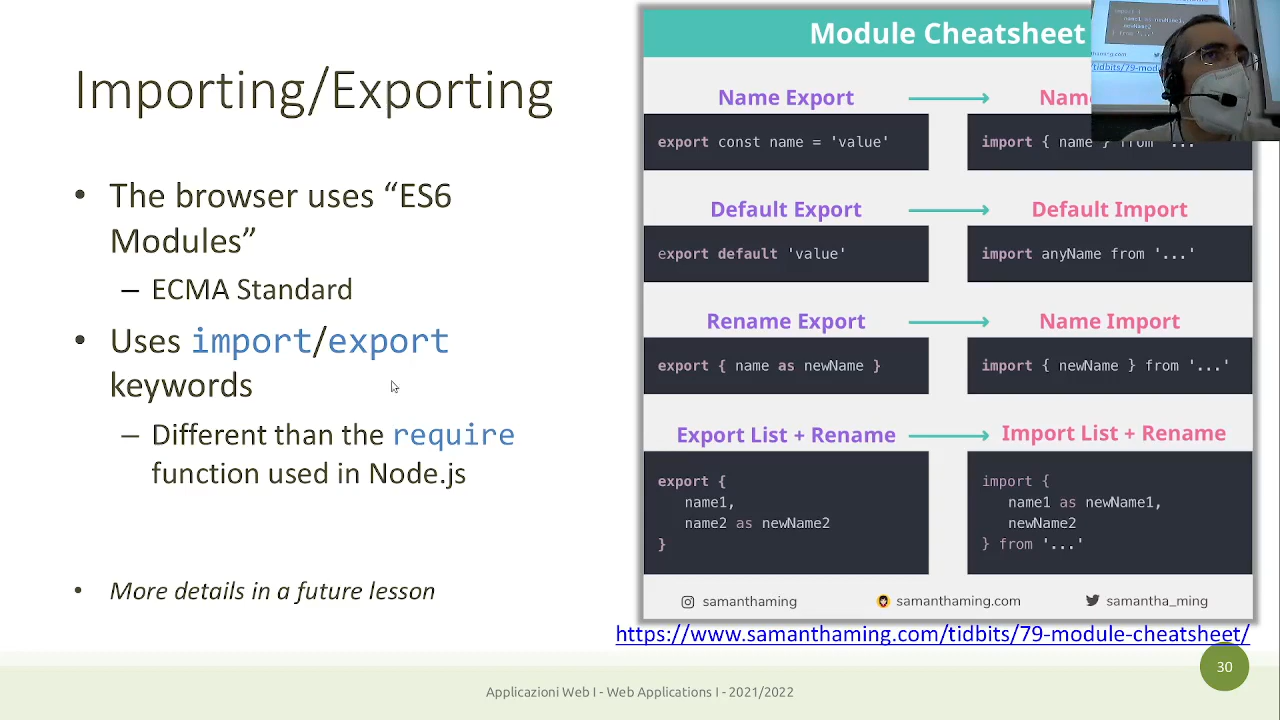 Importing/Exporting
• The browser uses “ES6
Modules”
– ECMA Standard
• Uses import/export
keywords
– Different than the require
function used in Node.js
• More details in a future lesson
Module Cheatsheet
Name Export
export const name = 'value'
import { name } from '...
Default Export
Default Import
export default 'value'
import anyName from '...'
Rename Export
Name Import
export { name as newName }
import { newName } from '...'
Export List + Rename
Import List + Rename
export {
name1,
name2 as newName2
}
import {
name1 as newName1,
newName2
} from '...'
samanthaming
samanthaming.com
samantha_ming
https://www.samanthaming.com/tidbits/79-module-cheatsheet/
30
Applicazioni Web I - Web Applications I - 2021/2022